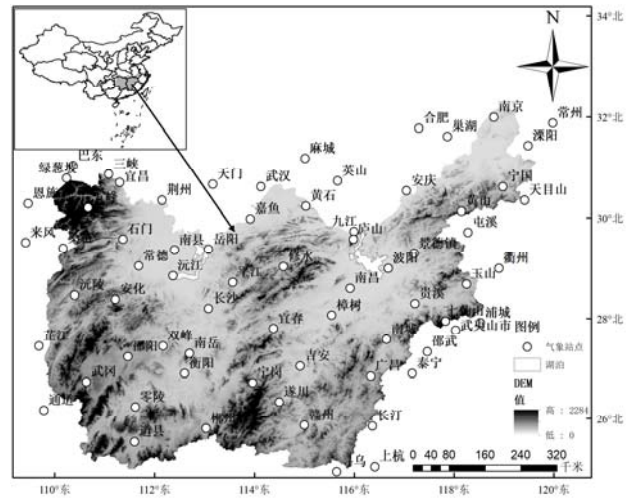 N
34°北
32°北
30°北
28°北
26°北
110°东
112°东
114°东
116°东
118°东
120°东
南京
常州
合肥
巢湖
溧阳
麻城
巴东
绿葱坡
三峡
宜昌
天门
武汉
英山
安庆
宁国
天目山
恩施
荆州
黄石
黄山
嘉鱼
九江
庐山
屯溪
来风
石门
南县
岳阳
景德镇
常德
沅江
平江
修水
波阳
衢州
南昌
玉山
沅陵
安化
长沙
樟树
贵溪
浦城
武夷山市
宜春
芷江
双峰
南岳
邵阳
衡阳
南城
邵武
吉安
泰宁
武冈
宁冈
广昌
遂川
通道
零陵
郴州
赣州
长汀
道县
上杭
图例
气象站点
湖泊
DEM
值
高 : 2284
低 : 0
0 40 80 160 240 320
千米